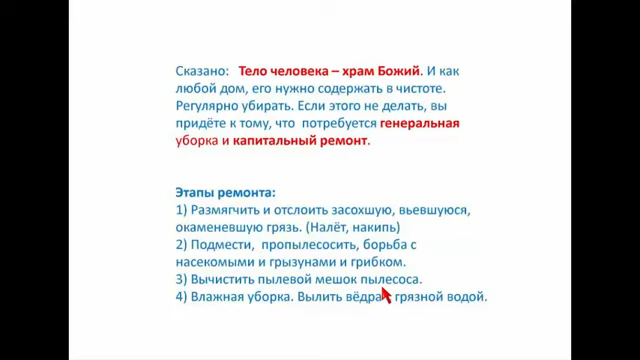 Сказано: Тело человека – храм Божий. И как
любой дом, его нужно содержать в чистоте.
Регулярно убирать. Если этого не делать, вы
придёте к тому, что потребуется генеральная
уборка и капитальный ремонт.
Этапы ремонта:
1) Размягчить и отслоить засохшую, въевшуюся,
окаменевшую грязь. (Налёт, накипь)
2) Подмести, пропылесосить, борьба с
насекомыми и грызунами и грибком.
3) Вычистить пылевой мешок пылесоса.
4) Влажная уборка. Вылить вёдра с грязной водой.